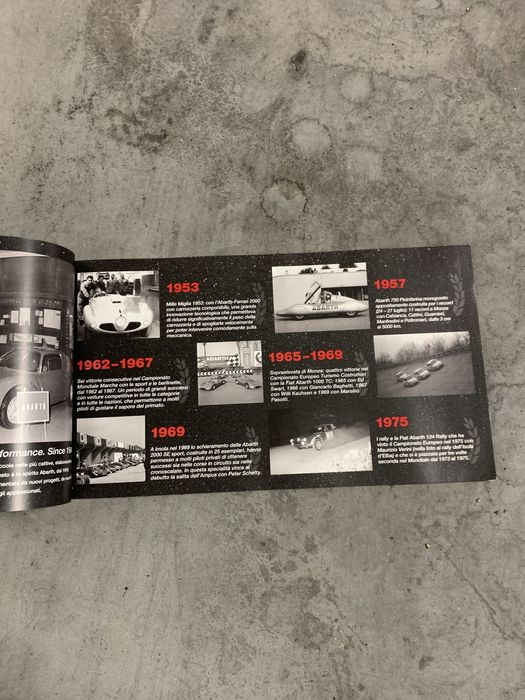 ABARTH
formance. Since 19
1953
Mille Miglia 1953: con l'Abarth-Ferrari 2000
con carrozzeria componibile, una grande
innovazione tecnologica che permetteva
di ridurre significativamente il peso della
carrozzeria e di spogliarla velocemente
per poter intervenire comodamente sulla
meccanica.
ABARTH
1957
Abarth 750 Pininfarina monoposto
appositamente costruita per i record
(24 - 27 luglio): 11 record a Monza
con Cabianca, Cattini, Guarnieri,
Manfredini e Poltronieri, dalla 3 ore
ai 5000 km.
1962-1967
Sei vittorie consecutive nel Campionato
Mondiale Marche con le sport e le berlinette,
dal 1962 al 1967. Un periodo di grandi successi
con vetture competitive in tutte le categorie
e in tutte le nazioni, che permettono a molti
piloti di gustare il sapore del primato.
1965-1969
Sopraelevata di Monza: quattro vittorie nel
Campionato Europeo Turismo Costruttori
con la Fiat Abarth 1000 TC: 1965 con Ed
Swart, 1966 con Giancarlo Baghetti, 1967
con Willi Kauhsen e 1969 con Marsilio
Pasotti.
1969
A Imola nel 1969 lo schieramento delle Abarth
2000 SE sport, costruite in 25 esemplari, hanno
permesso a molti piloti privati di ottenere
successi sia nelle corse in circuito sia nelle
cronoscalate. In questa specialità vince al
debutto la salita dell'Ampus con Peter Schetty.
1975
I rally e la Fiat Abarth 124 Rally che ha
vinto il Campionato Europeo nel 1975 con
Maurizio Verini (nella foto al rally dell'Isola
d'Elba) e che si è piazzata per tre volte
seconda nel Mondiale dal 1973 al 1975.